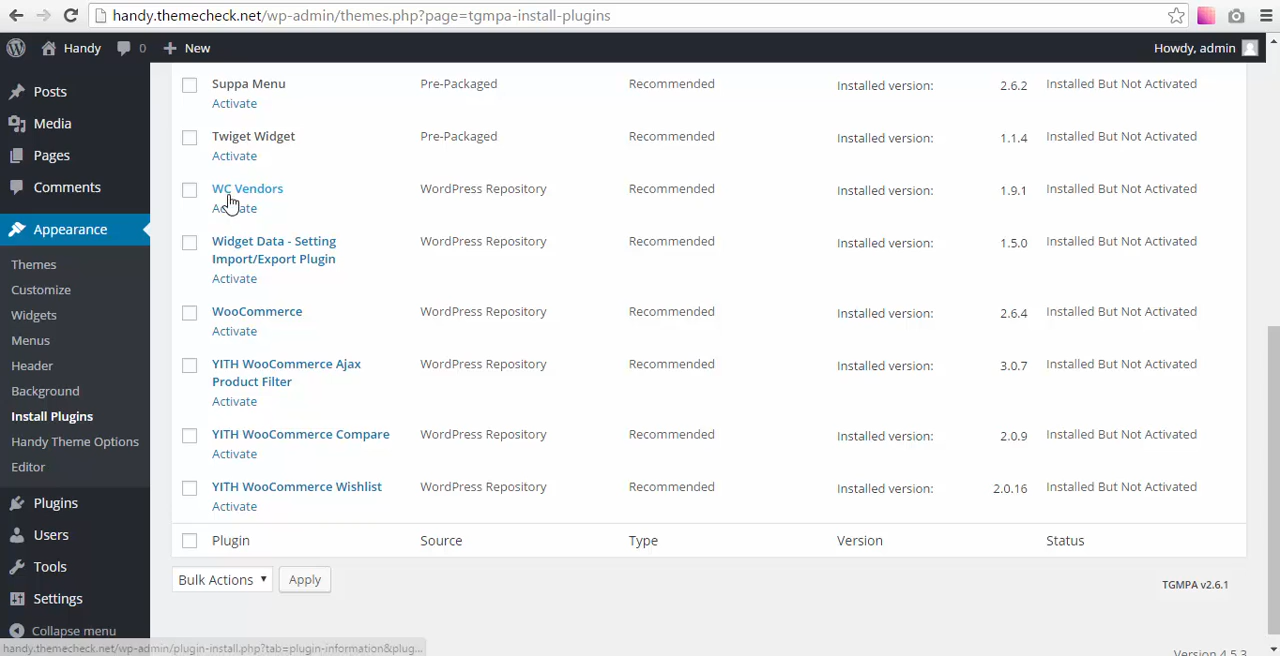 handy.themecheck.net/wp-admin/themes.php?page=tgmpa-install-plugins
Handy 0 New Howdy, admin
Posts
Media
Pages
Comments
Appearance
Themes
Customize
Widgets
Menus
Header
Background
Install Plugins
Handy Theme Options
Editor
Plugins
Users
Tools
Settings
Collapse menu
Suppa Menu Pre-Packaged Recommended Installed version: 2.6.2 Installed But Not Activated
Activate
Twiget Widget Pre-Packaged Recommended Installed version: 1.1.4 Installed But Not Activated
Activate
WC Vendors WordPress Repository Recommended Installed version: 1.9.1 Installed But Not Activated
Activate
Widget Data - Setting WordPress Repository Recommended Installed version: 1.5.0 Installed But Not Activated
Import/Export Plugin
Activate
WooCommerce WordPress Repository Recommended Installed version: 2.6.4 Installed But Not Activated
Activate
YITH WooCommerce Ajax WordPress Repository Recommended Installed version: 3.0.7 Installed But Not Activated
Product Filter
Activate
YITH WooCommerce Compare WordPress Repository Recommended Installed version: 2.0.9 Installed But Not Activated
Activate
YITH WooCommerce Wishlist WordPress Repository Recommended Installed version: 2.0.16 Installed But Not Activated
Activate
Plugin Source Type Version Status
Bulk Actions Apply
TGMPA v2.6.1
handy.themecheck.net/wp-admin/plugin-install.php?tab=plugin-information&plug...
Version 4.5.3